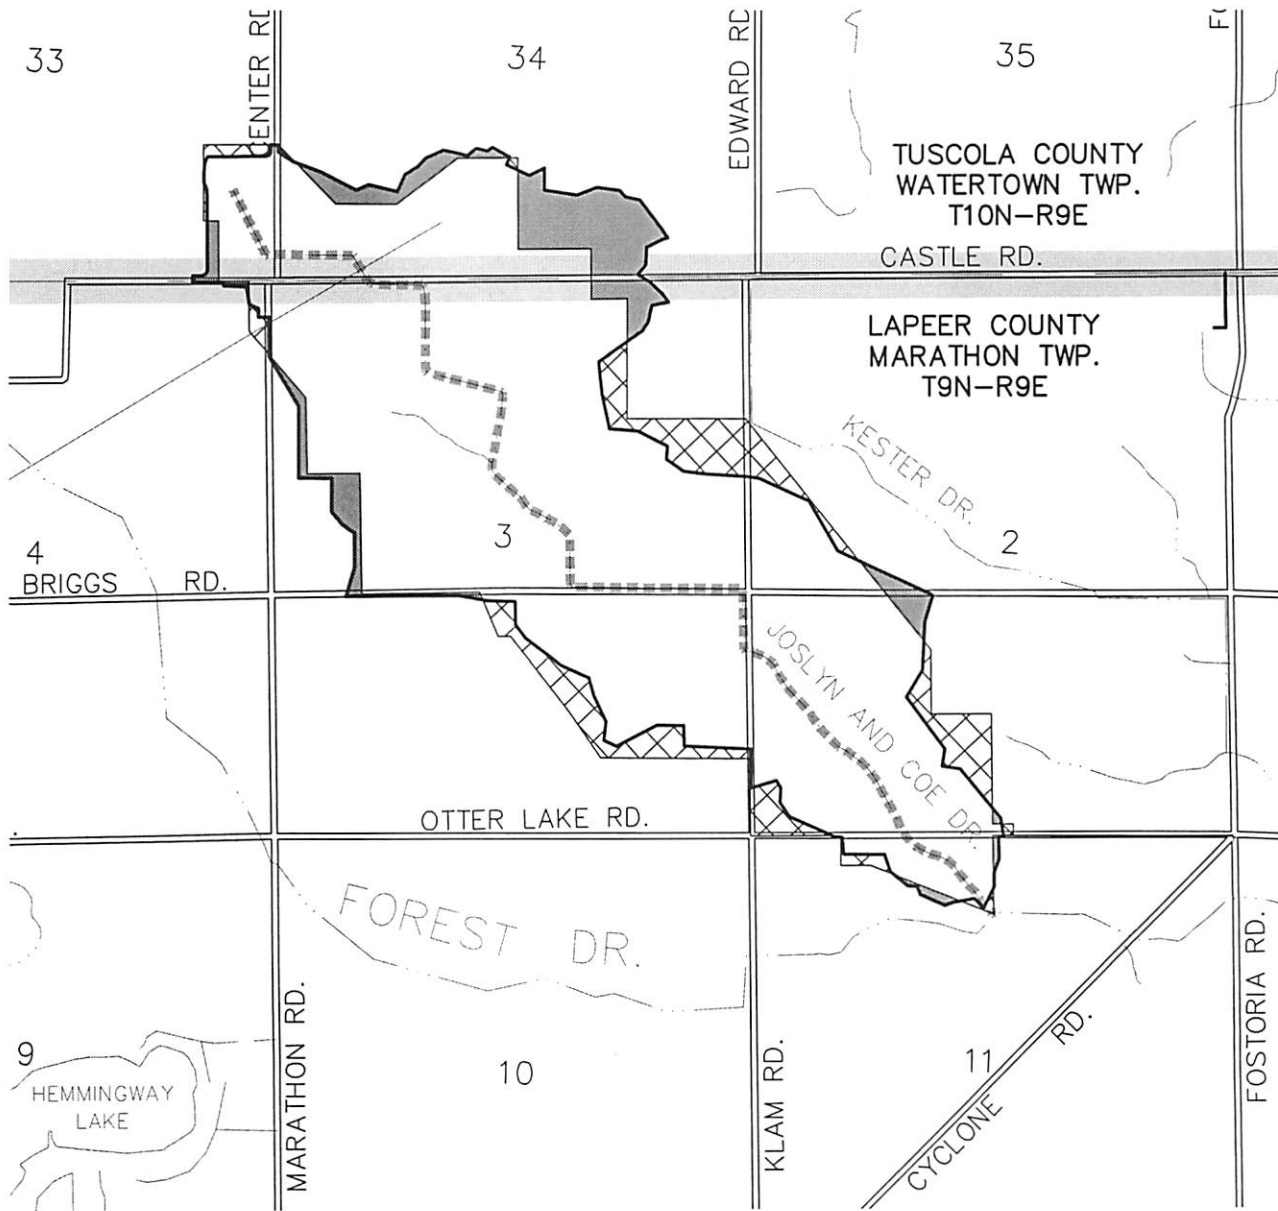 33
34
35
ENTER RD
EDWARD RD
TUSCOLA COUNTY
WATERTOWN TWP.
T10N-R9E
CASTLE RD.
LAPEER COUNTY
MARATHON TWP.
T9N-R9E
KESTER DR.
4
3
2
BRIGGS RD.
JOSLYN AND COE DR.
OTTER LAKE RD.
FOREST DR.
9
10
11
HEMMINGWAY
LAKE
MARATHON RD.
KLAM RD.
CYCLONE RD.
FOSTORIA RD.